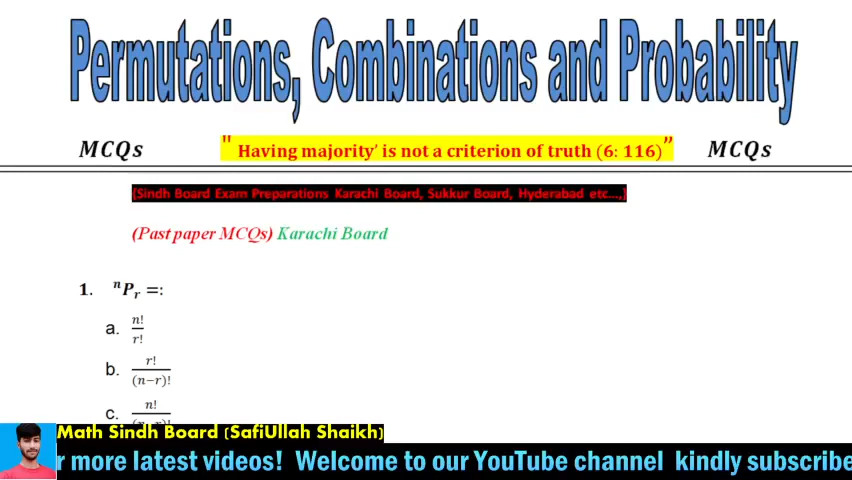 Permutations, Combinations and Probability
MCQs " Having majority' is not a criterion of truth (6: 116)” MCQs
(Sindh Board Exam Preparations Karachi Board, Sukkur Board, Hyderabad etc...,)
(Past paper MCQs) Karachi Board
1. ⁿPᵣ =:
a. n!/r!
b. r!/(n−r)!
c. n!/(n−r)!
Math Sindh Board (SafiUllah Shaikh)
r more latest videos! Welcome to our YouTube channel kindly subscribe